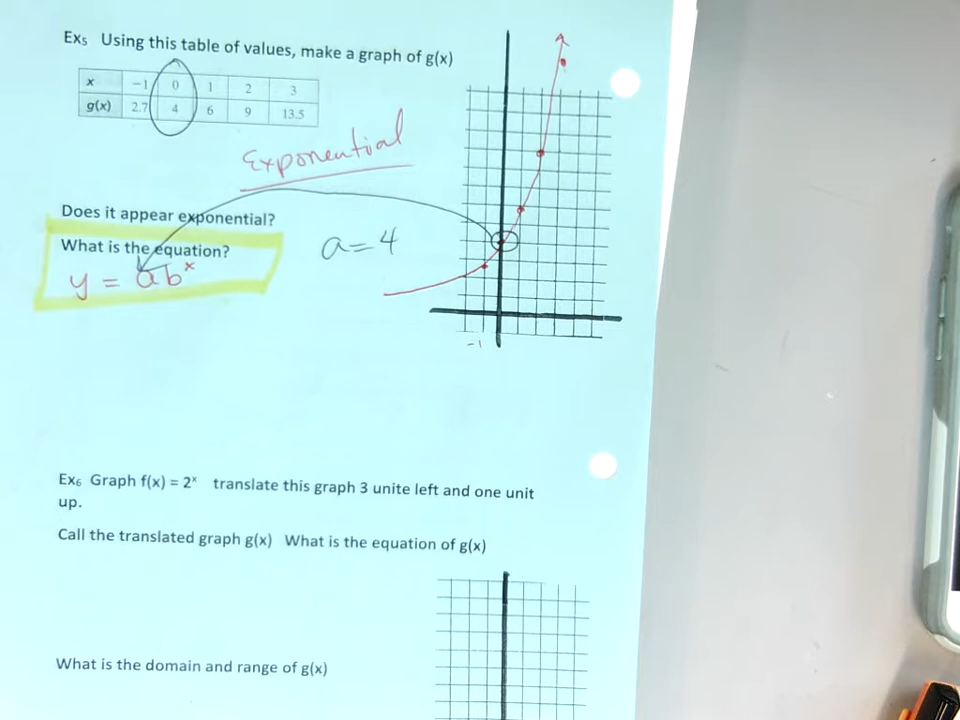 Ex5 Using this table of values, make a graph of g(x)
x -1 0 1 2 3
g(x) 2.7 4 6 9 13.5
Exponential
Does it appear exponential?
What is the equation?
a=4
y = ab^x
-1
Ex6 Graph f(x) = 2^x translate this graph 3 unite left and one unit
up.
Call the translated graph g(x) What is the equation of g(x)
What is the domain and range of g(x)